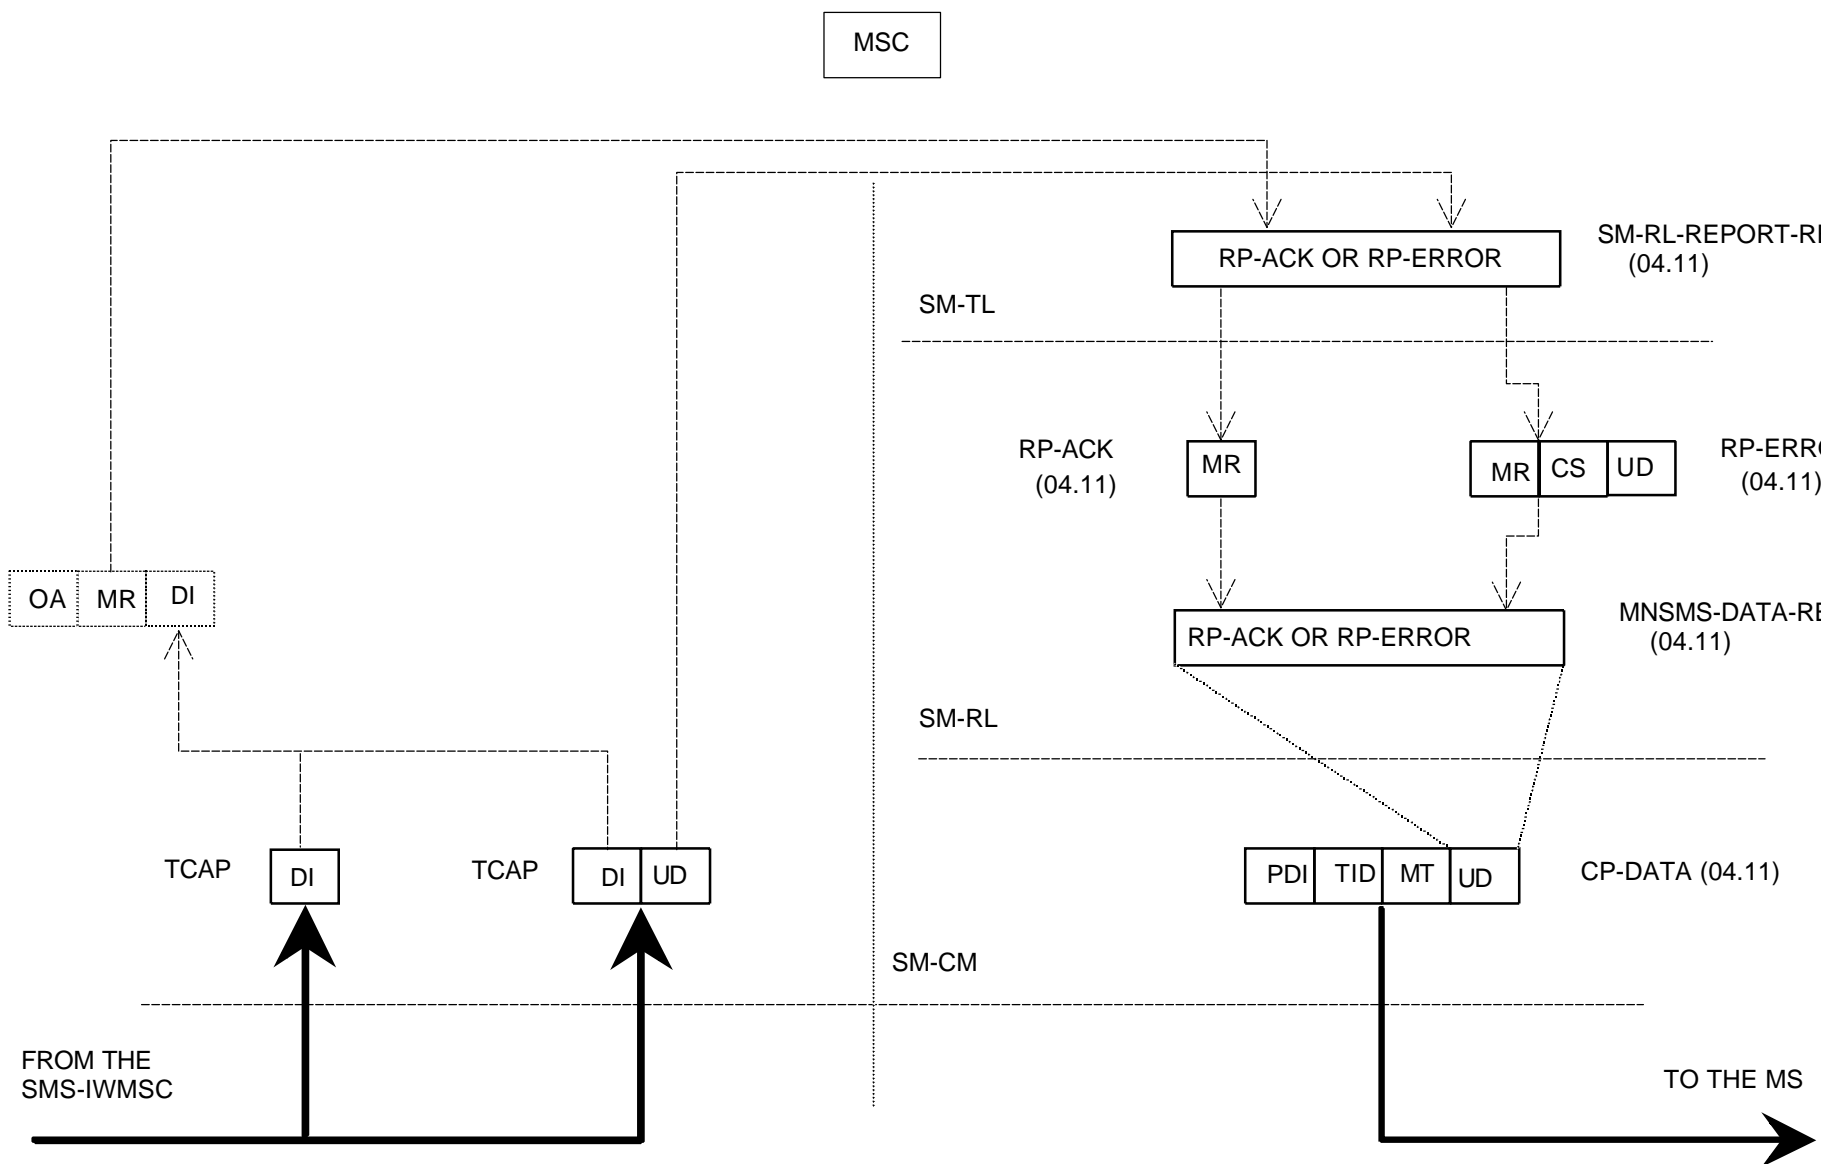 MSC
SM-RL-REPORT-RE
(04.11)
RP-ACK OR RP-ERROR
SM-TL
RP-ACK
(04.11)
MR
MR CS UD
RP-ERRO
(04.11)
OA MR DI
RP-ACK OR RP-ERROR
MNSMS-DATA-RE
(04.11)
SM-RL
TCAP DI
TCAP DI UD
PDI TID MT UD
CP-DATA (04.11)
SM-CM
FROM THE
SMS-IWMSC
TO THE MS